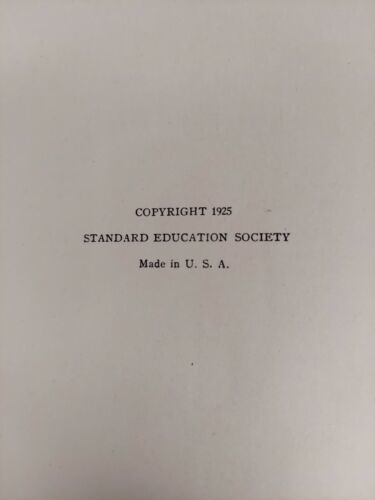 COPYRIGHT 1925
STANDARD EDUCATION SOCIETY
Made in U. S. A.